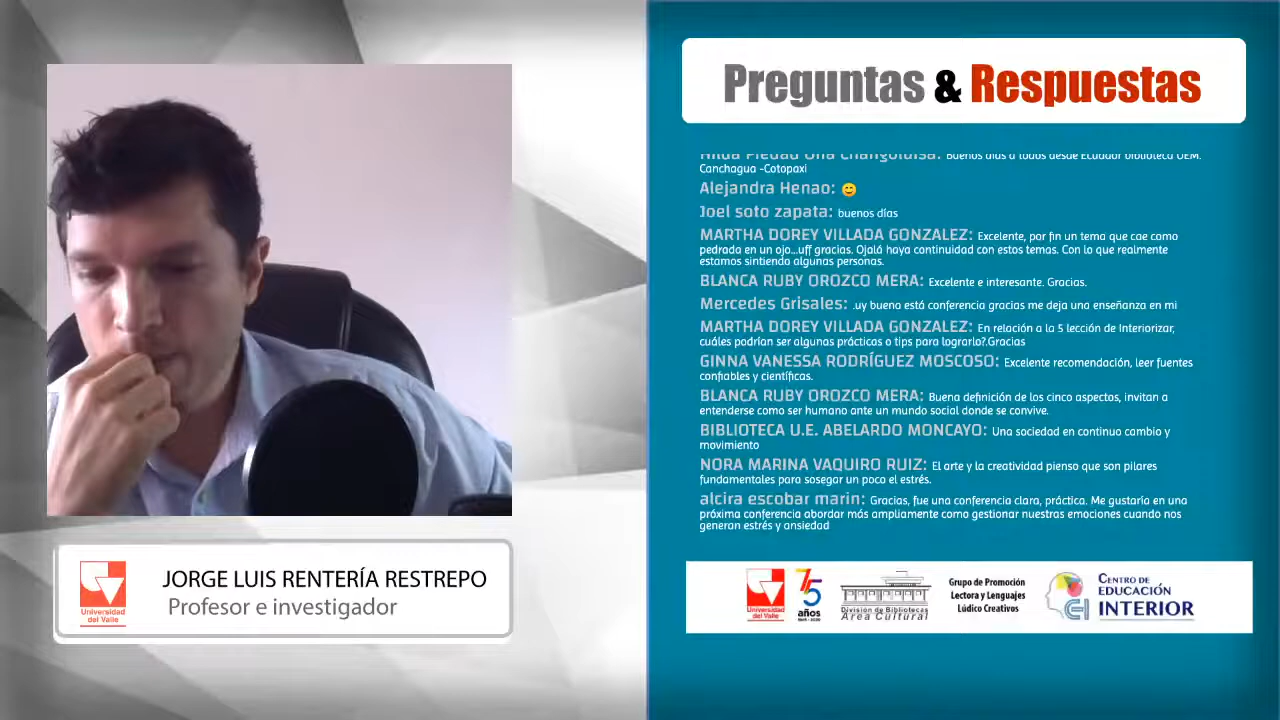 Preguntas & Respuestas
Hilda Piedad Oña Changoluisa: Buenos días a todos desde Ecuador biblioteca UEM.
Canchagua -Cotopaxi
Alejandra Henao: 😊
Joel soto zapata: buenos días
MARTHA DOREY VILLADA GONZALEZ: Excelente, por fin un tema que cae como
pedrada en un ojo...uff gracias. Ojalá haya continuidad con estos temas. Con lo que realmente
estamos sintiendo algunas personas.
BLANCA RUBY OROZCO MERA: Excelente e interesante. Gracias.
Mercedes Grisales: .uy buena está conferencia gracias me deja una enseñanza en mi
MARTHA DOREY VILLADA GONZALEZ: En relación a la 5 lección de Interiorizar,
cuáles podrían ser algunas prácticas o tips para lograrlo?.Gracias
GINNA VANESSA RODRÍGUEZ MOSCOSO: Excelente recomendación, leer fuentes
confiables y científicas.
BLANCA RUBY OROZCO MERA: Buena definición de los cinco aspectos, invitan a
entenderse como ser humano ante un mundo social donde se convive.
BIBLIOTECA U.E. ABELARDO MONCAYO: Una sociedad en continuo cambio y
movimiento
NORA MARINA VAQUIRO RUIZ: El arte y la creatividad pienso que son pilares
fundamentales para sosegar un poco el estrés.
alcira escobar marin: Gracias, fue una conferencia clara, práctica. Me gustaría en una
próxima conferencia abordar más ampliamente como gestionar nuestras emociones cuando nos
generan estrés y ansiedad
Universidad
del Valle
JORGE LUIS RENTERÍA RESTREPO
Profesor e investigador
Universidad
del Valle
75
años
División de Bibliotecas
Área Cultural
Grupo de Promoción
Lectora y Lenguajes
Lúdico Creativos
CENTRO DE
EDUCACIÓN
INTERIOR